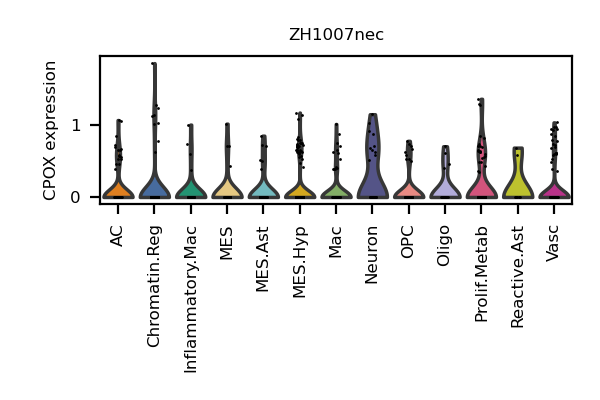 ZH1007nec
CPOX expression
1
0
AC
Chromatin.Reg
Inflammatory.Mac
MES
MES.Ast
MES.Hyp
Mac
Neuron
OPC
Oligo
Prolif.Metab
Reactive.Ast
Vasc